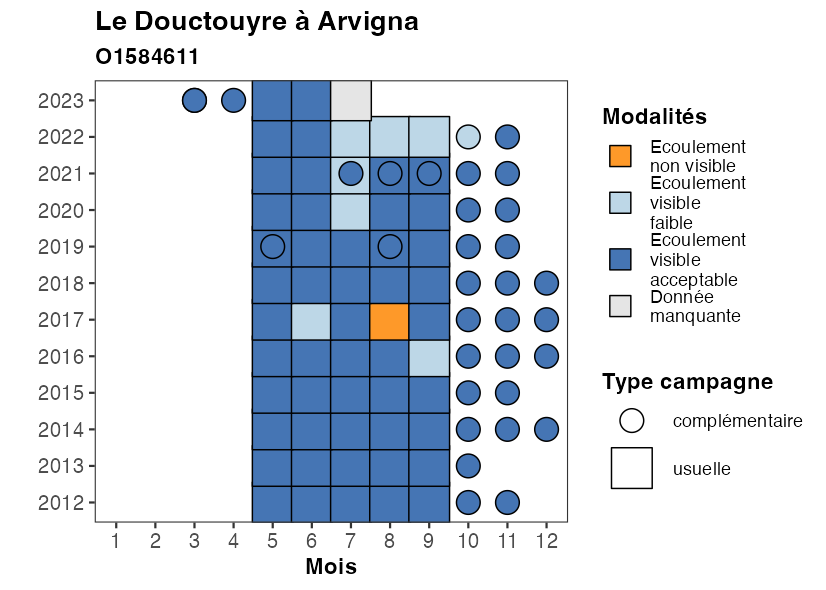 Le Douctouyre à Arvigna
O1584611
2023
2022
2021
2020
2019
2018
2017
2016
2015
2014
2013
2012
1 2 3 4 5 6 7 8 9 10 11 12
Mois
Modalités
Ecoulement
non visible
Ecoulement
visible
faible
Ecoulement
visible
acceptable
Donnée
manquante
Type campagne
complémentaire
usuelle